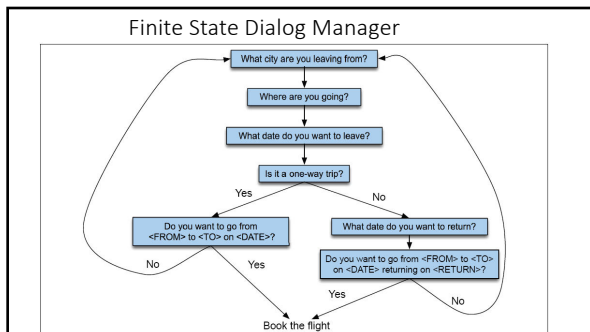 Finite State Dialog Manager
What city are you leaving from?
Where are you going?
What date do you want to leave?
Is it a one-way trip?
Yes
No
Do you want to go from
<FROM> to <TO> on <DATE>?
What date do you want to return?
Do you want to go from <FROM> to <TO>
on <DATE> returning on <RETURN>?
No
Yes
Yes
No
Book the flight